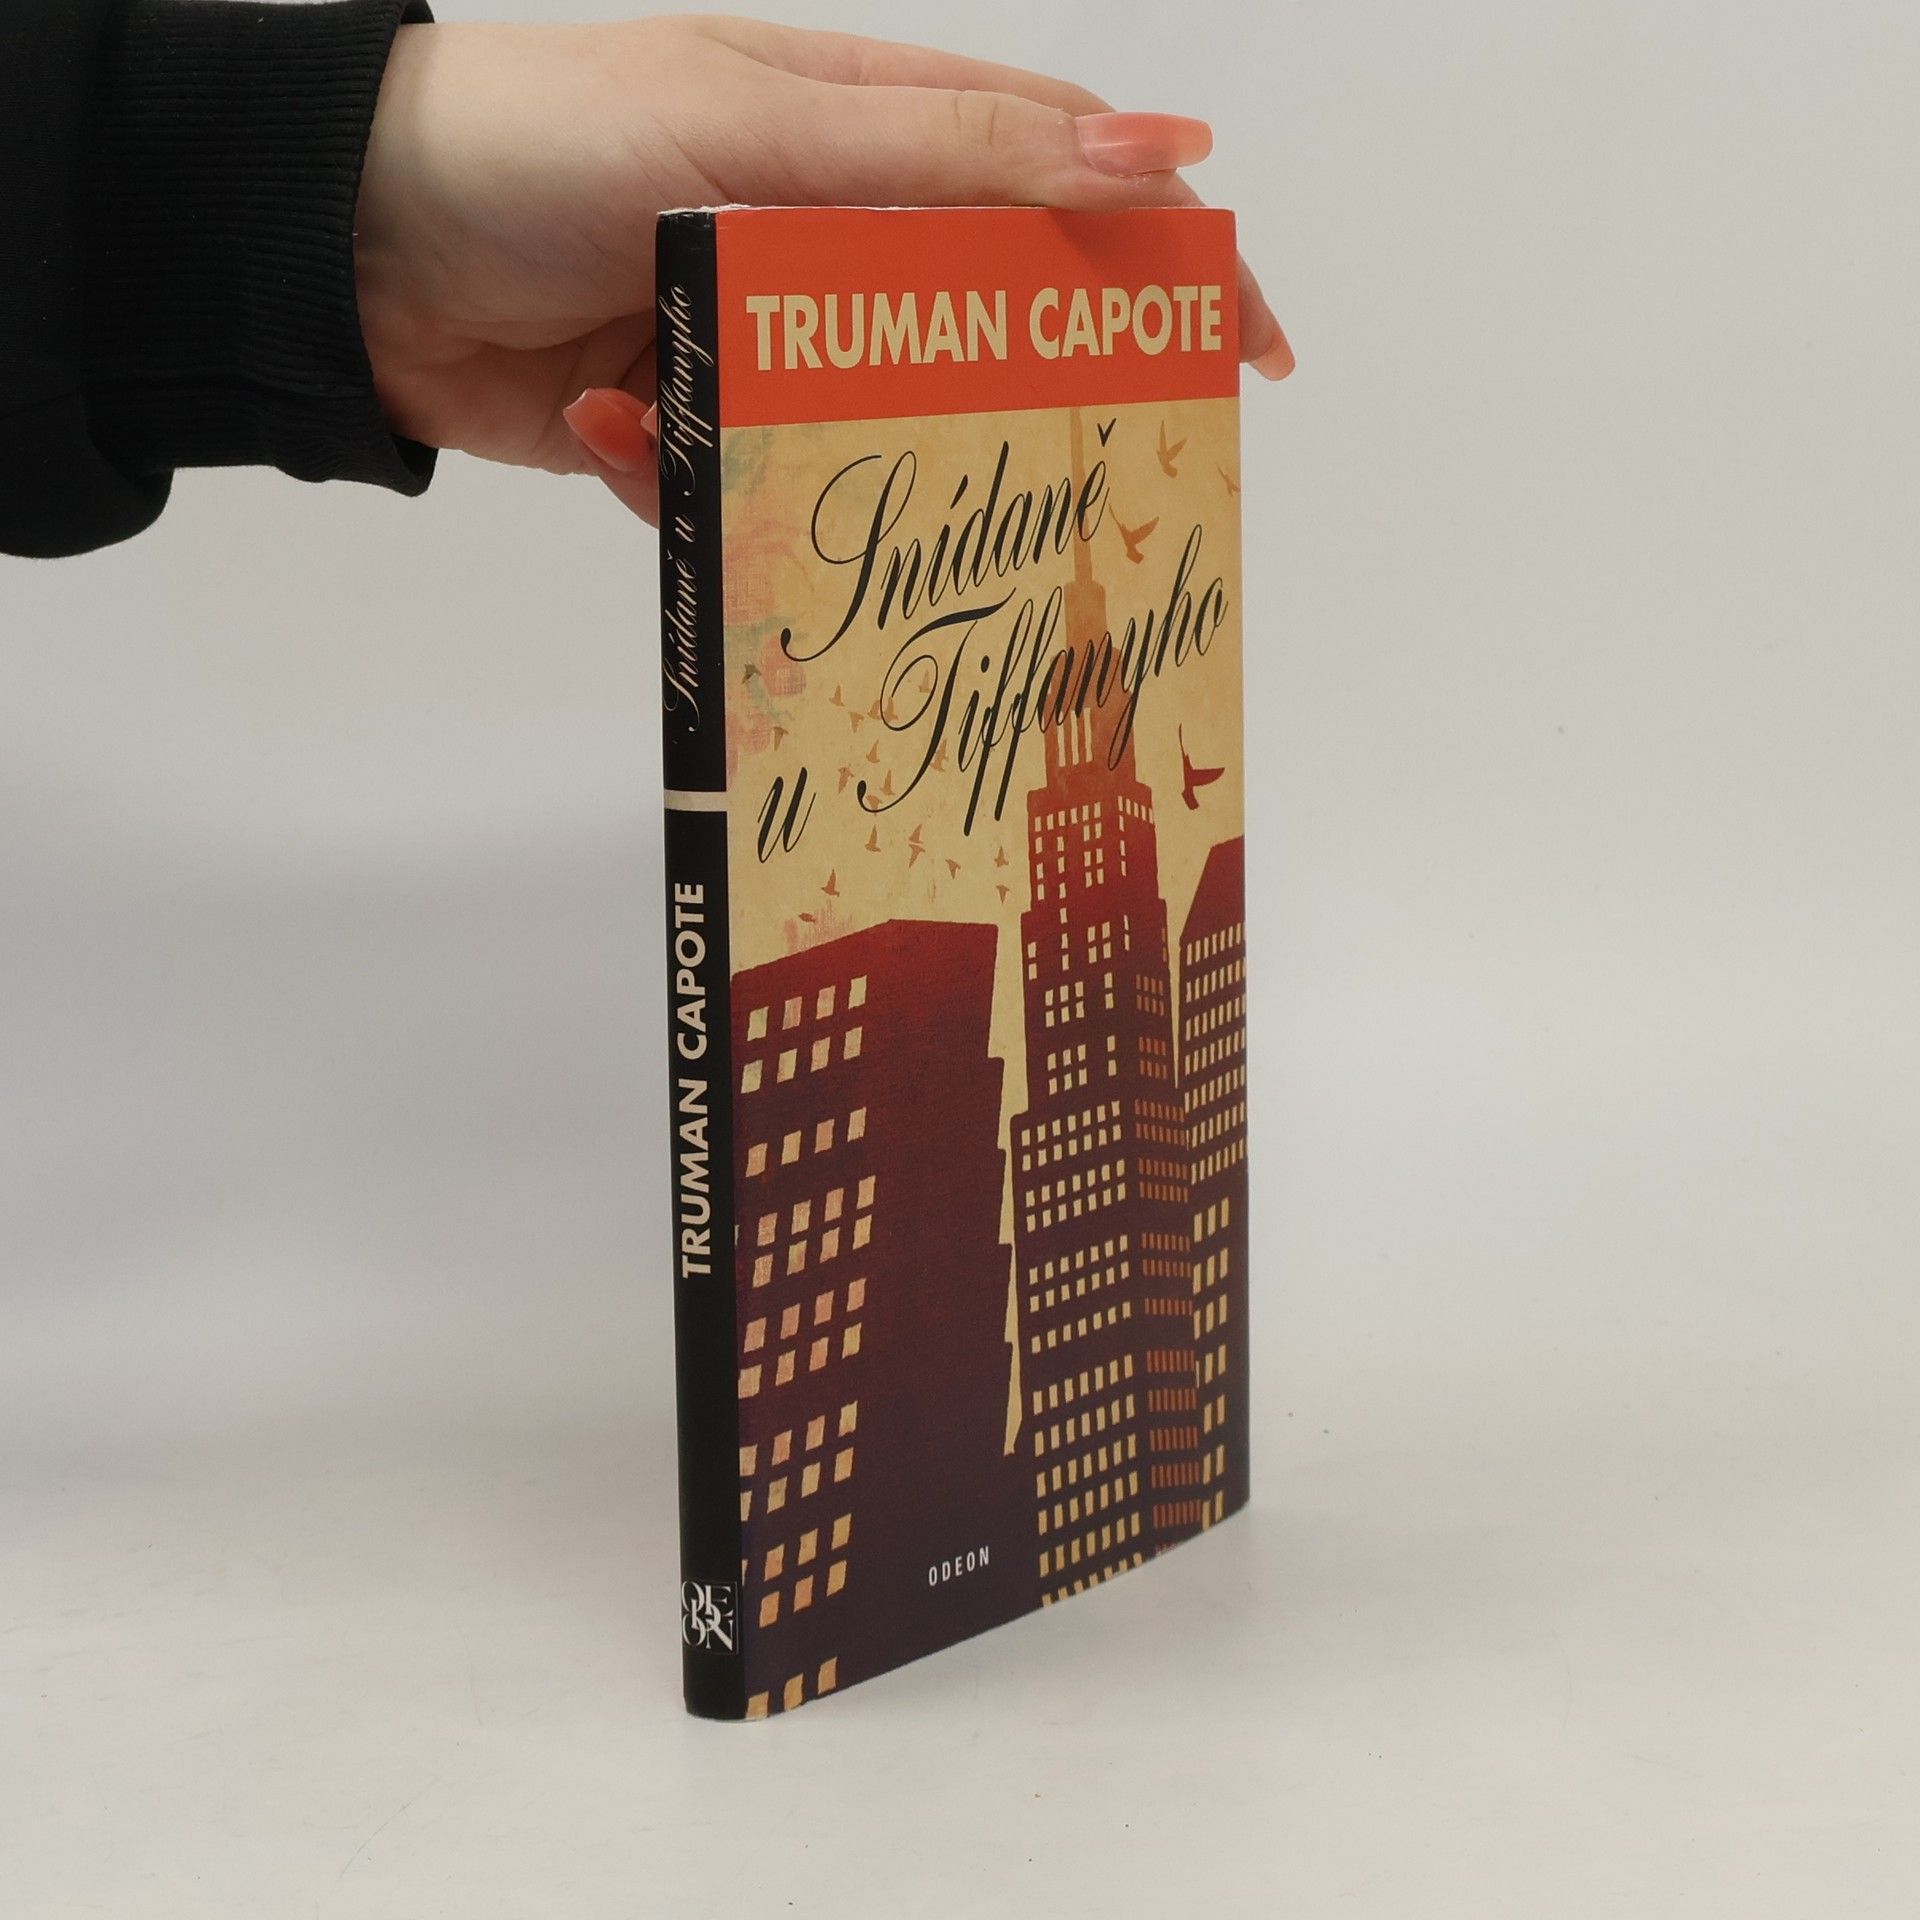 TRUMAN CAPOTE
Snídaně
u Tiffanyho
ODEON
Snídaně u Tiffanyho
TRUMAN CAPOTE
ODEON